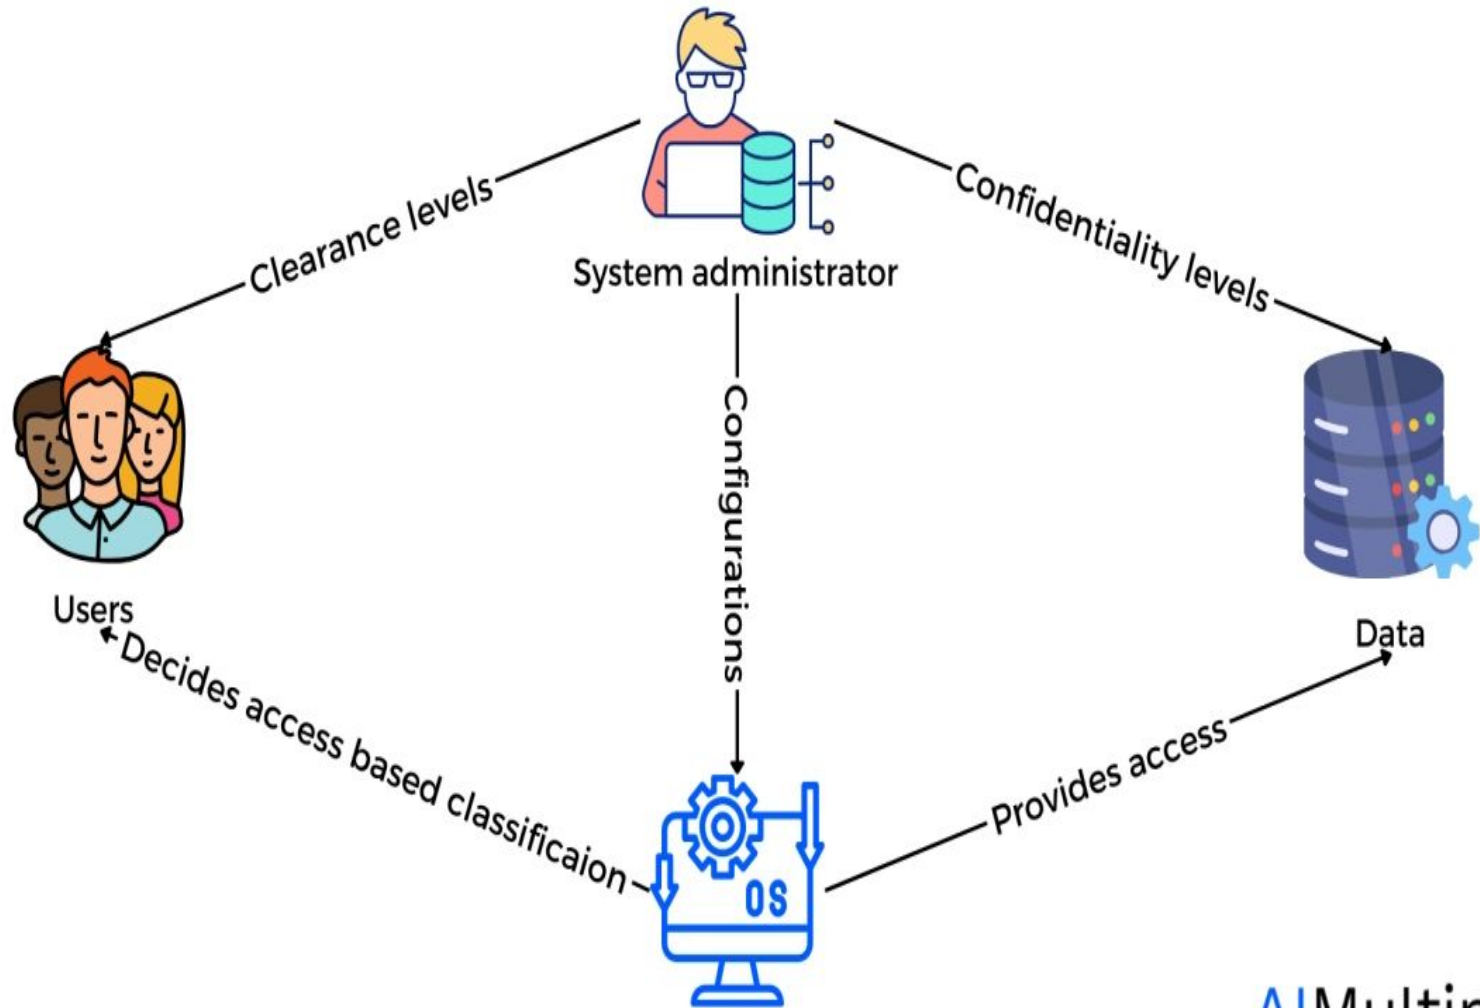 System administrator
Clearance levels
Confidentiality levels
Configurations
Users
Data
Decides access based classificaion
Provides access
OS